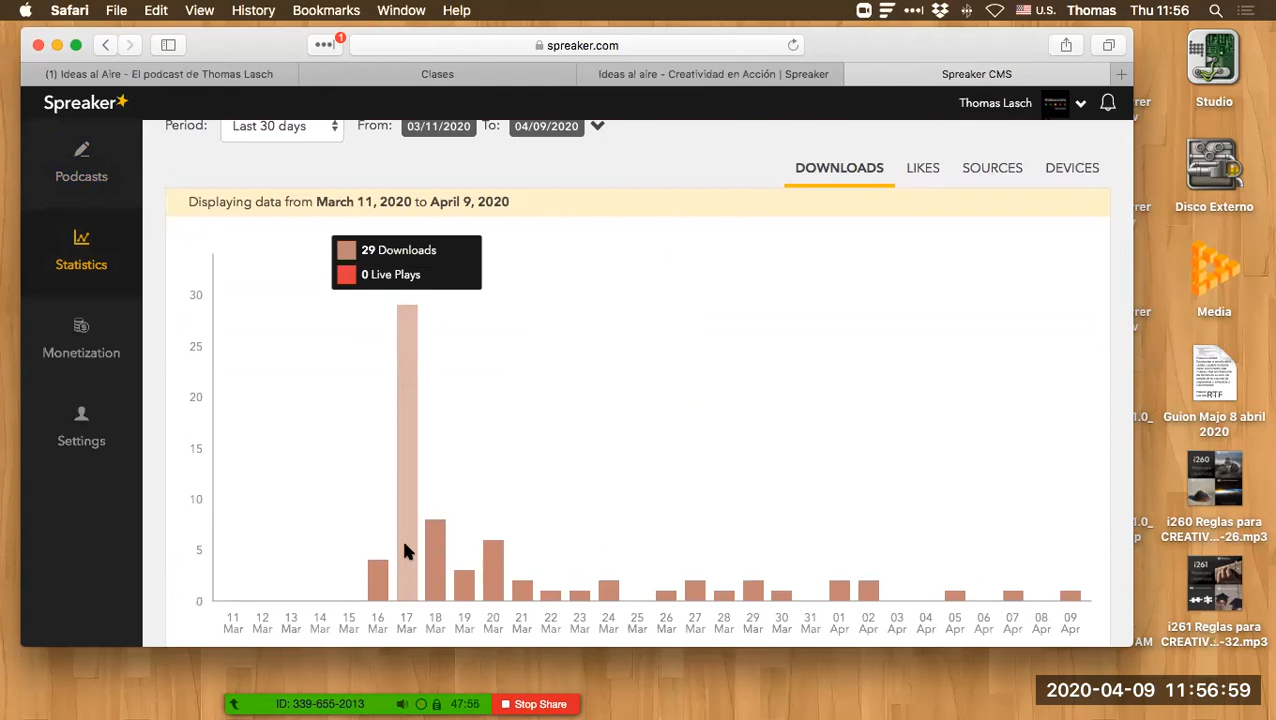 Safari File Edit View History Bookmarks Window Help U.S. Thomas Thu 11:56
1
spreaker.com
(1) Ideas al Aire - El podcast de Thomas Lasch Clases Ideas al aire - Creatividad en Acción | Spreaker Spreaker CMS
Spreaker Thomas Lasch
Period: Last 30 days From: 03/11/2020 To: 04/09/2020
Podcasts
Statistics
Monetization
Settings
DOWNLOADS LIKES SOURCES DEVICES
Displaying data from March 11, 2020 to April 9, 2020
29 Downloads
0 Live Plays
30
25
20
15
10
5
0
11 Mar 12 Mar 13 Mar 14 Mar 15 Mar 16 Mar 17 Mar 18 Mar 19 Mar 20 Mar 21 Mar 22 Mar 23 Mar 24 Mar 25 Mar 26 Mar 27 Mar 28 Mar 29 Mar 30 Mar 31 Mar 01 Apr 02 Apr 03 Apr 04 Apr 05 Apr 06 Apr 07 Apr 08 Apr 09 Apr
Studio
Disco Externo
Media
RTF
Guion Majo 8 abril
2020
i260
i260 Reglas para
CREATIV...-26.mp3
i261
i261 Reglas para
CREATIV...-32.mp3
ID: 339-655-2013 47:56 Stop Share
2020-04-09 11:56:59